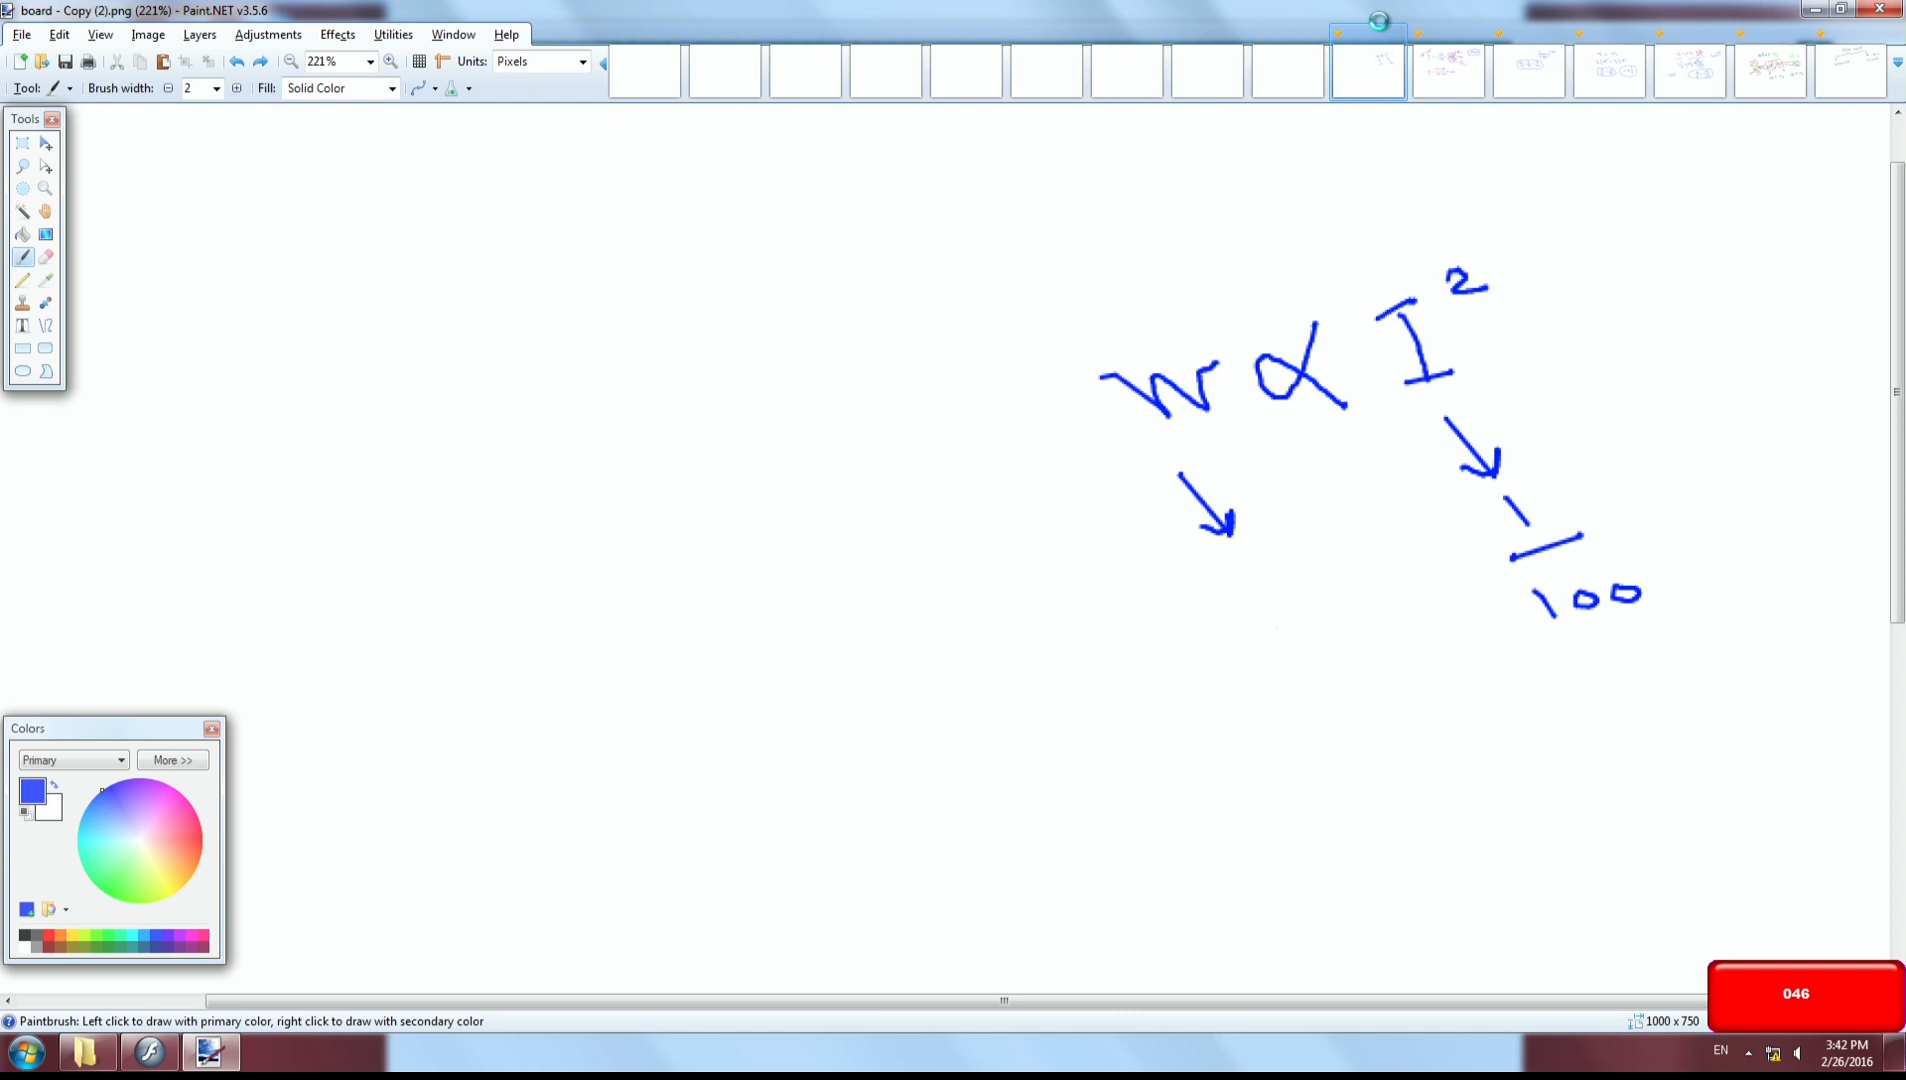 board - Copy (2).png (221%) - Paint.NET v3.5.6
File Edit View Image Layers Adjustments Effects Utilities Window Help
221% Units: Pixels
Tool: Brush width: 2 Fill: Solid Color
Tools
W ∝ I²
1
100
Colors
Primary More >>
046
Paintbrush: Left click to draw with primary color, right click to draw with secondary color
1000 x 750
EN
3:42 PM
2/26/2016